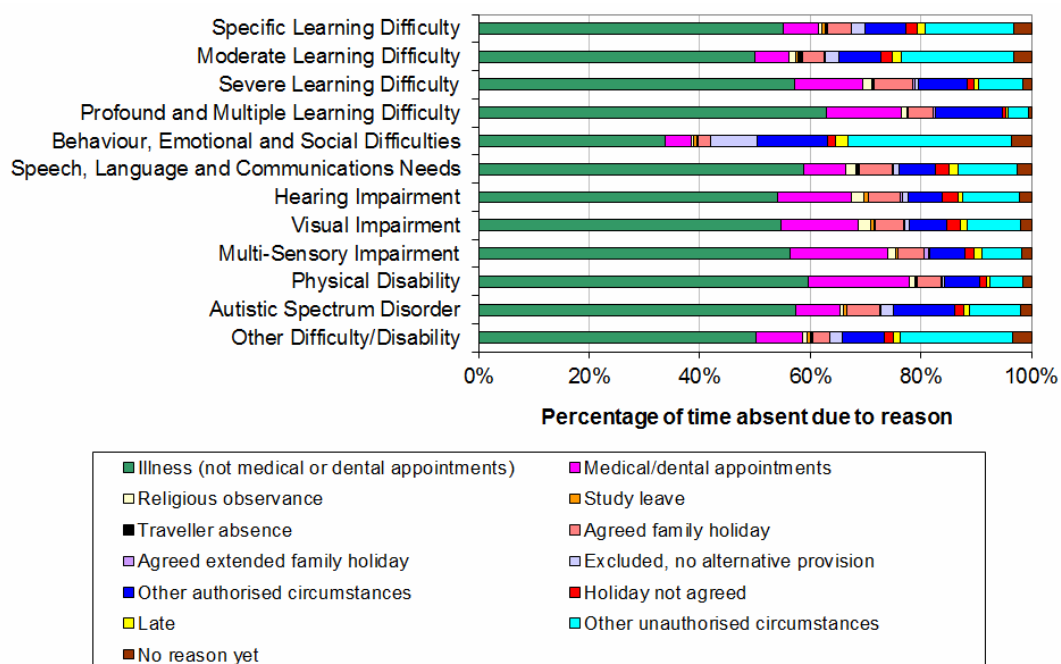 Specific Learning Difficulty
Moderate Learning Difficulty
Severe Learning Difficulty
Profound and Multiple Learning Difficulty
Behaviour, Emotional and Social Difficulties
Speech, Language and Communications Needs
Hearing Impairment
Visual Impairment
Multi-Sensory Impairment
Physical Disability
Autistic Spectrum Disorder
Other Difficulty/Disability
0% 20% 40% 60% 80% 100%
Percentage of time absent due to reason
Illness (not medical or dental appointments) Medical/dental appointments
Religious observance Study leave
Traveller absence Agreed family holiday
Agreed extended family holiday Excluded, no alternative provision
Other authorised circumstances Holiday not agreed
Late Other unauthorised circumstances
No reason yet